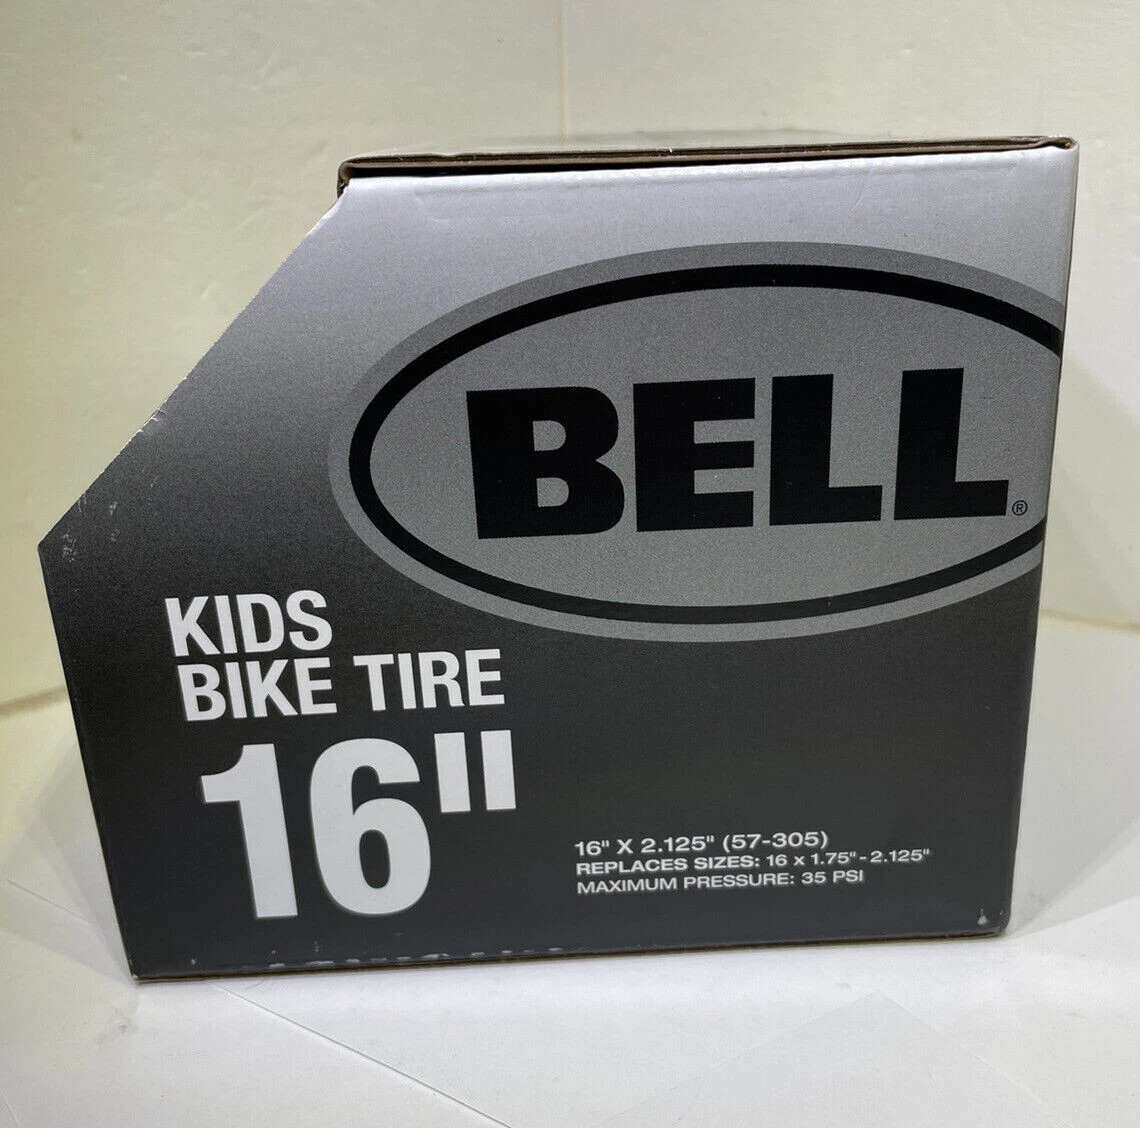 BELL®
KIDS
BIKE TIRE
16"
16" X 2.125" (57-305)
REPLACES SIZES: 16 x 1.75"-2.125"
MAXIMUM PRESSURE: 35 PSI